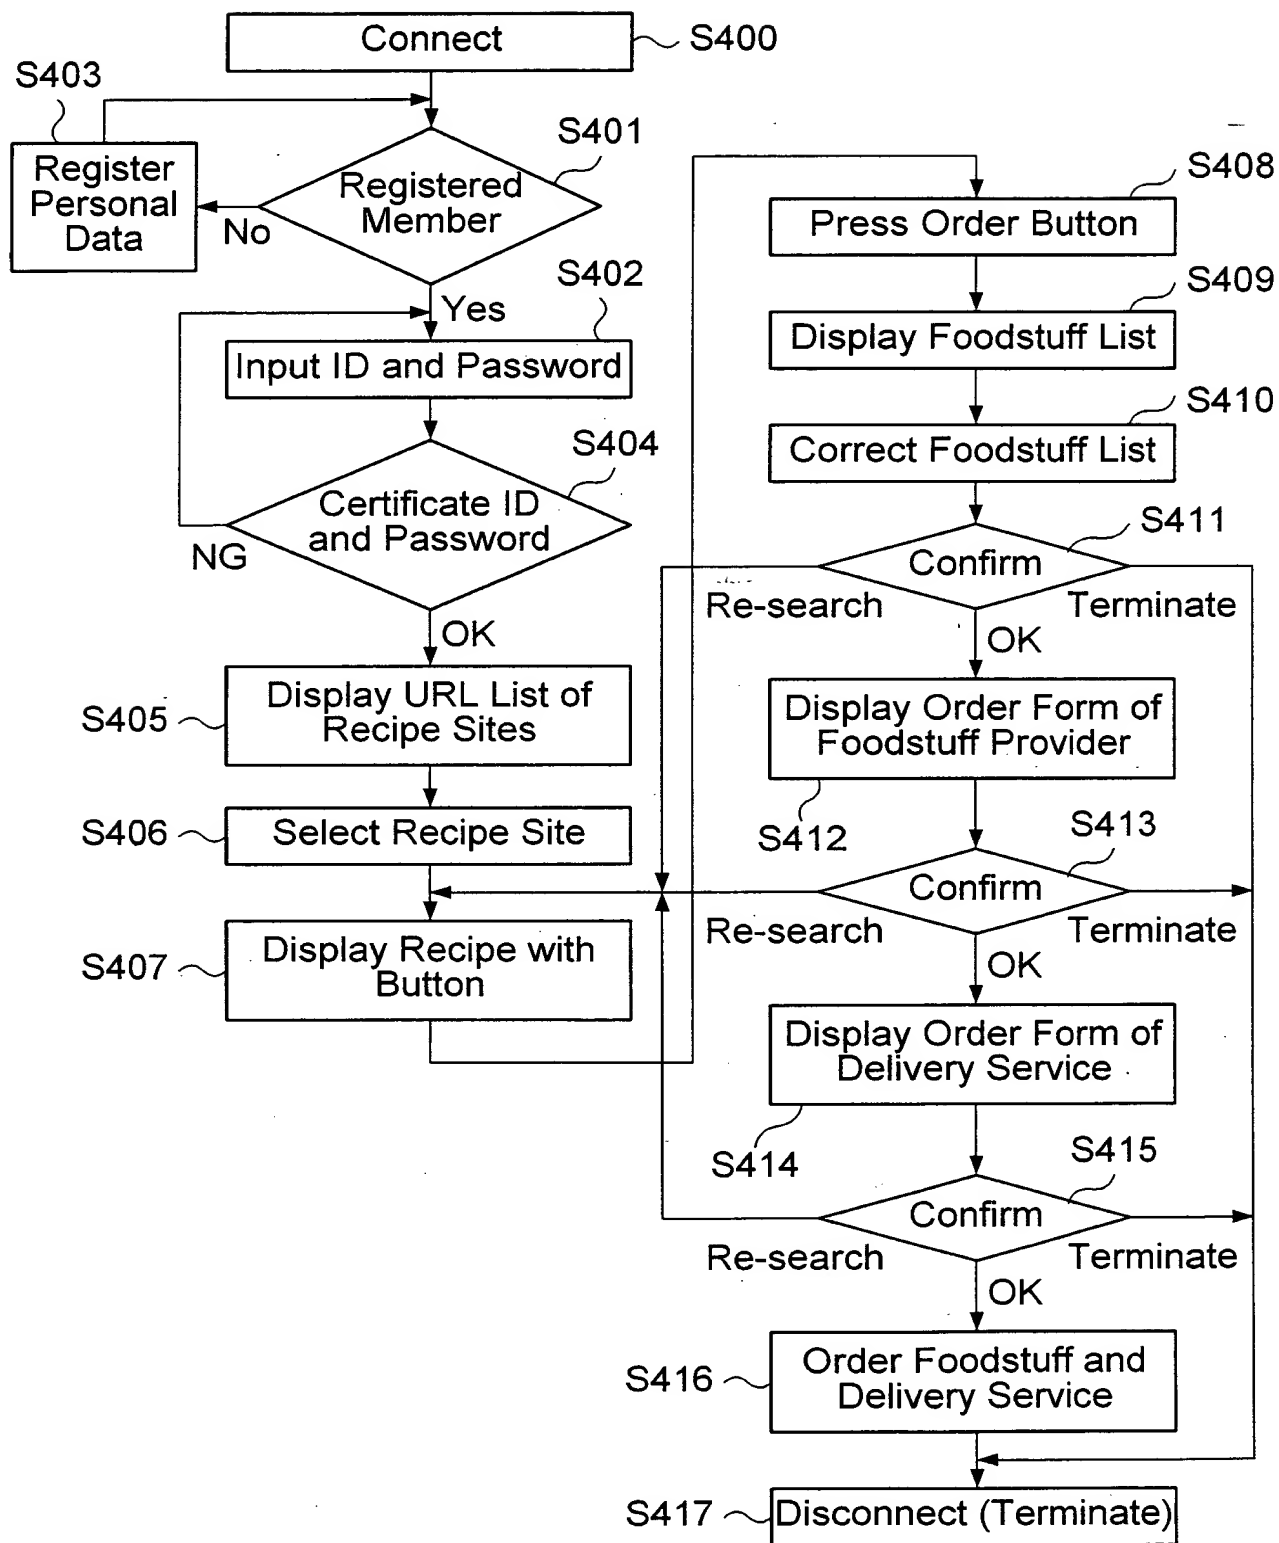 Connect
S400
S403
Register
Personal
Data
S401
Registered
Member
No
Yes
S402
Input ID and Password
S404
Certificate ID
and Password
NG
OK
S405
Display URL List of
Recipe Sites
S406
Select Recipe Site
S407
Display Recipe with
Button
S408
Press Order Button
S409
Display Foodstuff List
S410
Correct Foodstuff List
S411
Confirm
Re-search
Terminate
OK
Display Order Form of
Foodstuff Provider
S412
S413
Confirm
Re-search
Terminate
OK
Display Order Form of
Delivery Service
S414
S415
Confirm
Re-search
Terminate
OK
S416
Order Foodstuff and
Delivery Service
S417
Disconnect (Terminate)